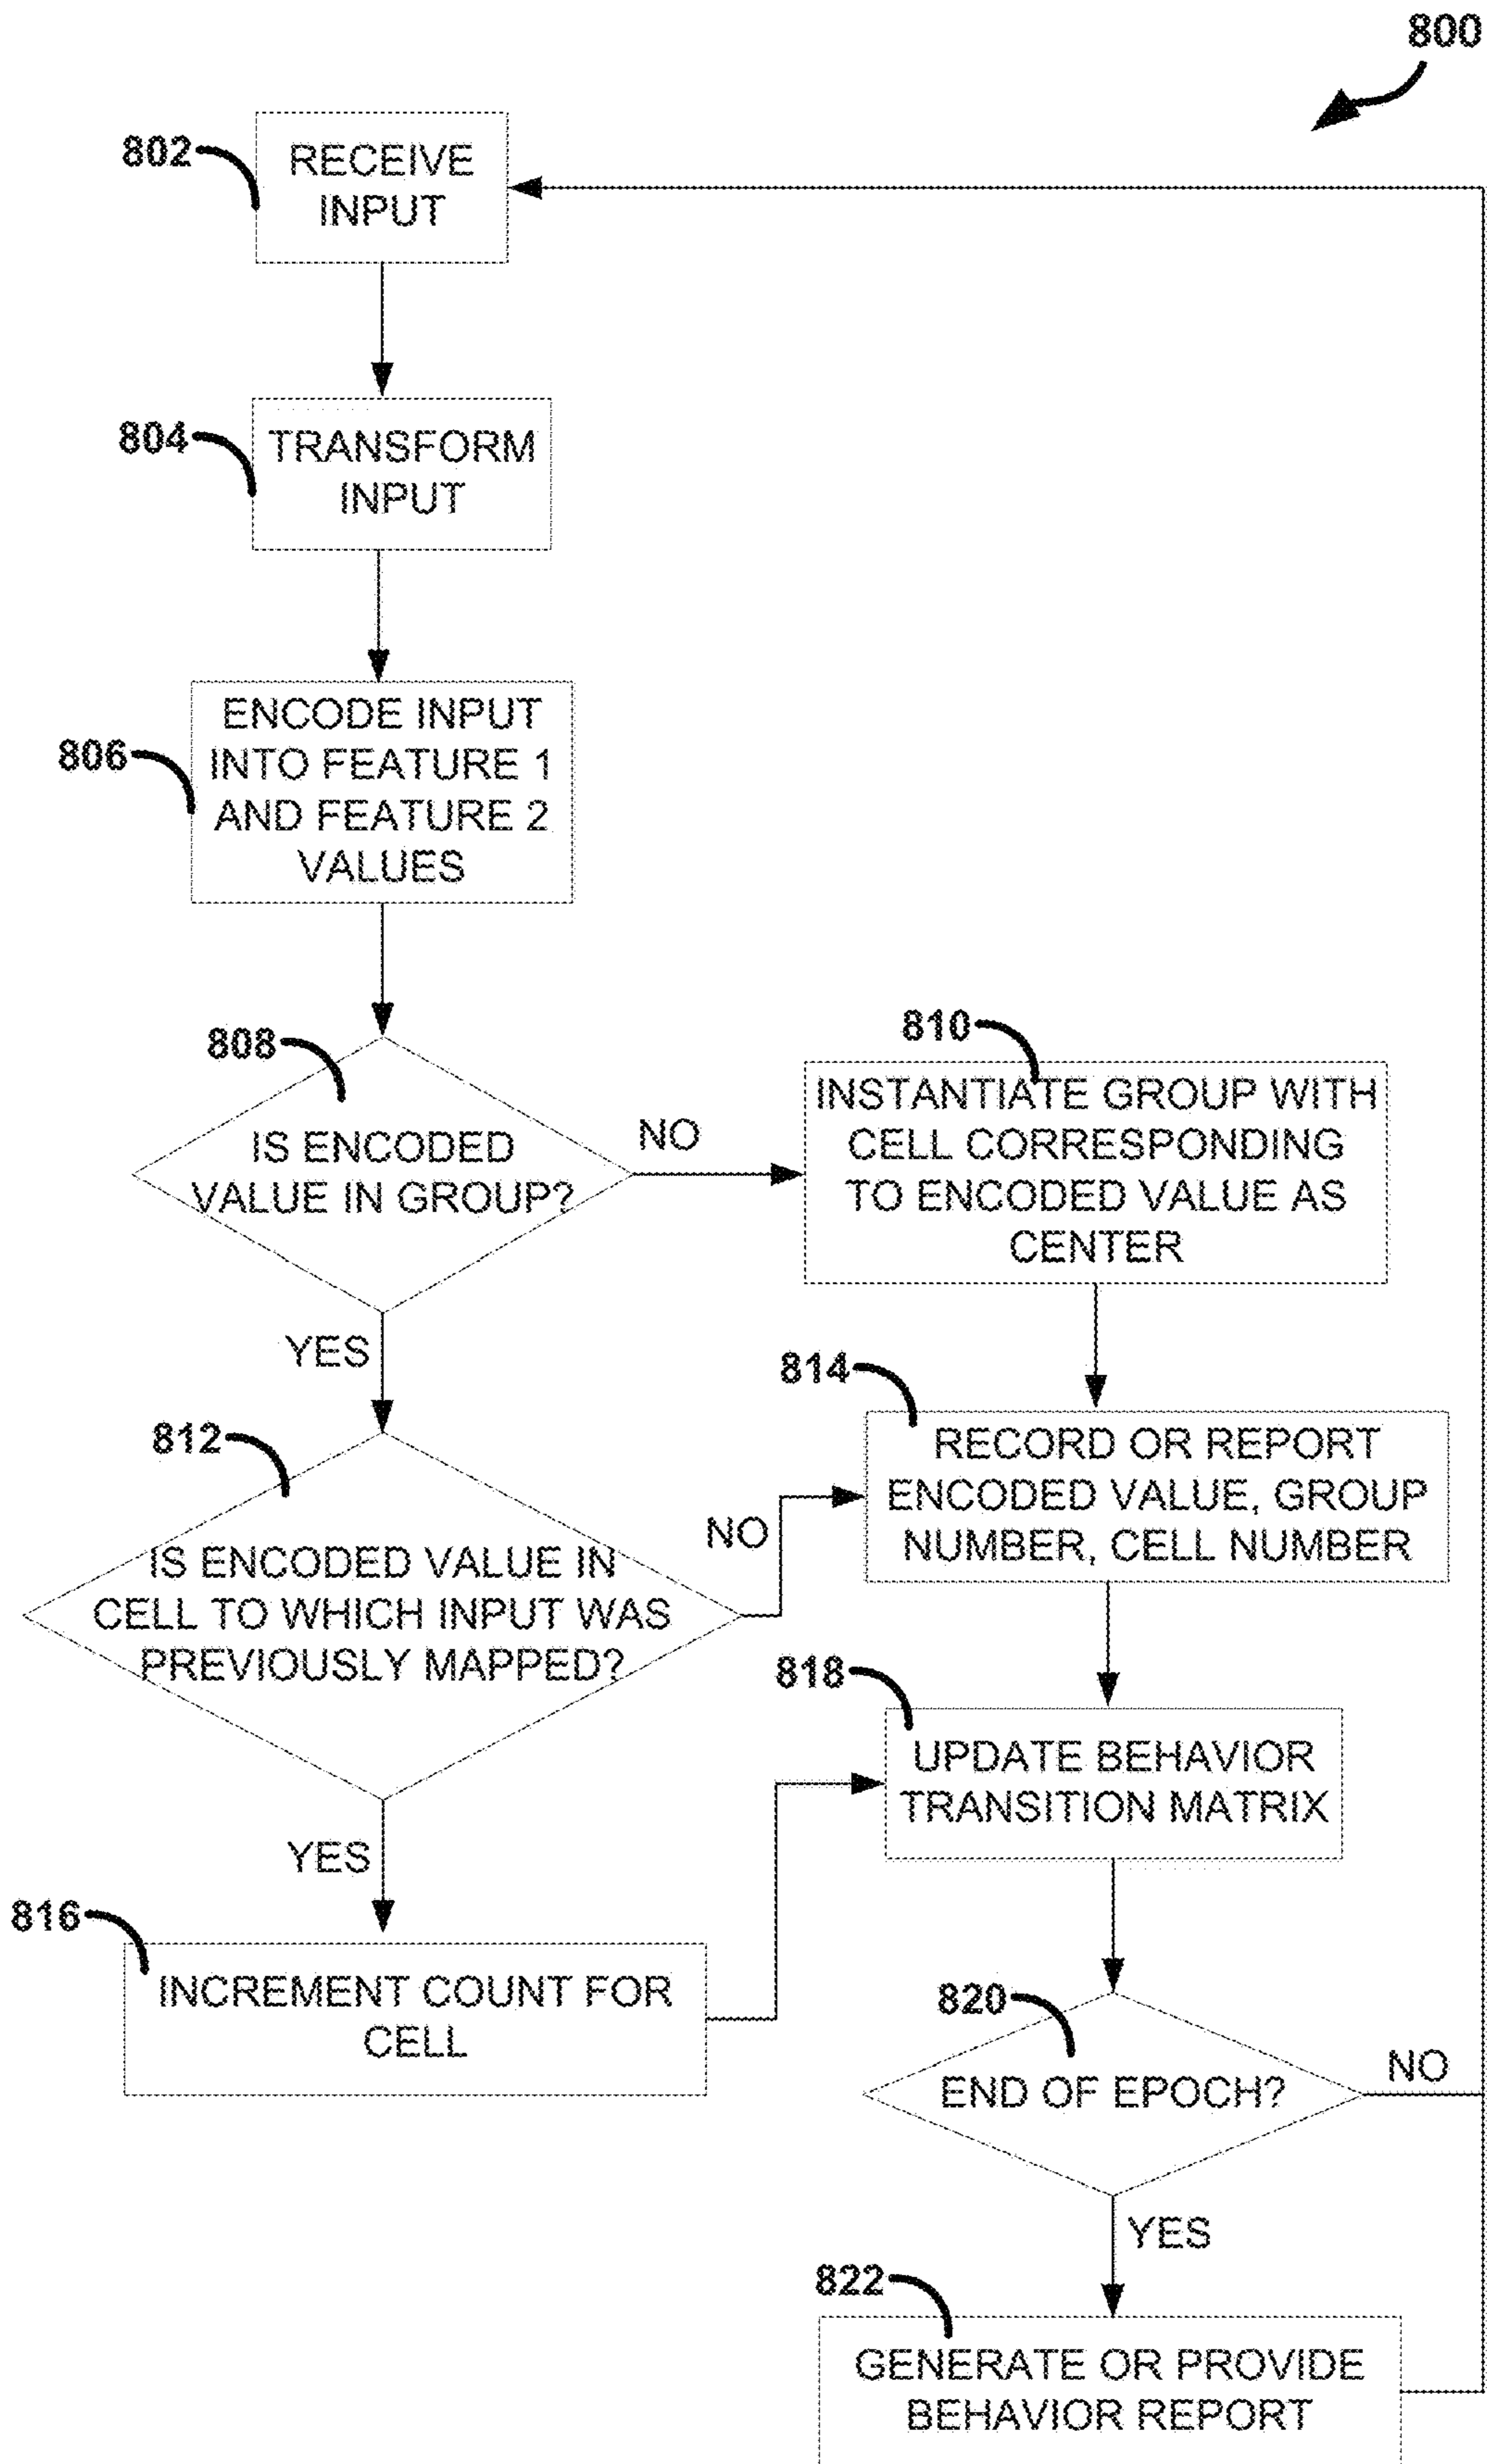 800
802
RECEIVE
INPUT
804
TRANSFORM
INPUT
806
ENCODE INPUT
INTO FEATURE 1
AND FEATURE 2
VALUES
808
IS ENCODED
VALUE IN GROUP?
NO
810
INSTANTIATE GROUP WITH
CELL CORRESPONDING
TO ENCODED VALUE AS
CENTER
YES
812
IS ENCODED VALUE IN
CELL TO WHICH INPUT WAS
PREVIOUSLY MAPPED?
NO
814
RECORD OR REPORT
ENCODED VALUE, GROUP
NUMBER, CELL NUMBER
YES
816
INCREMENT COUNT FOR
CELL
818
UPDATE BEHAVIOR
TRANSITION MATRIX
820
END OF EPOCH?
NO
YES
822
GENERATE OR PROVIDE
BEHAVIOR REPORT